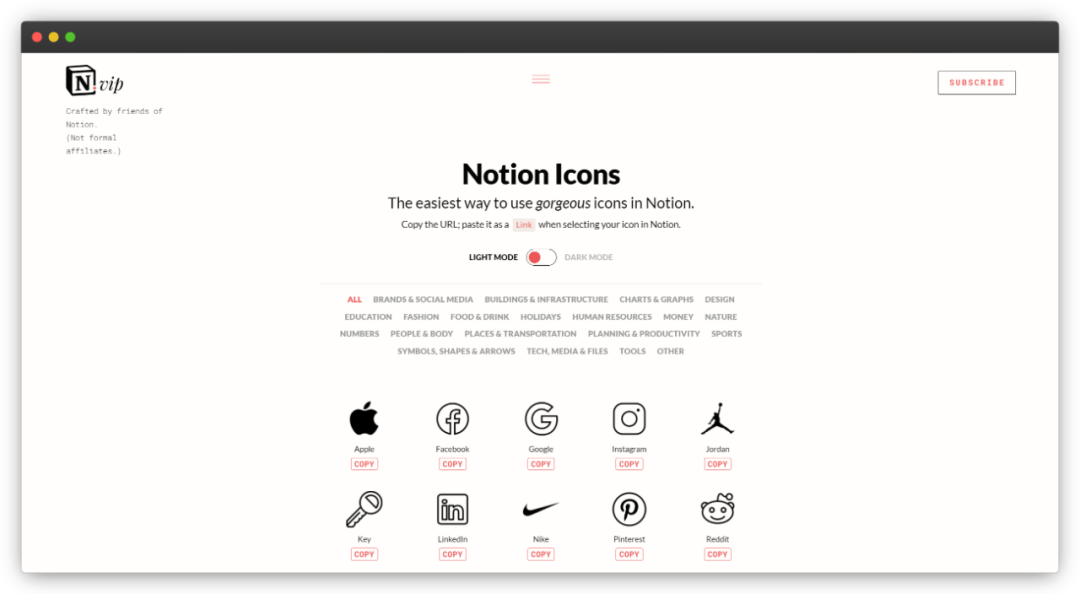 N.vip
Crafted by friends of
Notion.
(Not formal
affiliates.)
SUBSCRIBE
Notion Icons
The easiest way to use gorgeous icons in Notion.
Copy the URL; paste it as a Link when selecting your icon in Notion.
LIGHT MODE DARK MODE
ALL BRANDS & SOCIAL MEDIA BUILDINGS & INFRASTRUCTURE CHARTS & GRAPHS DESIGN
EDUCATION FASHION FOOD & DRINK HOLIDAYS HUMAN RESOURCES MONEY NATURE
NUMBERS PEOPLE & BODY PLACES & TRANSPORTATION PLANNING & PRODUCTIVITY SPORTS
SYMBOLS, SHAPES & ARROWS TECH, MEDIA & FILES TOOLS OTHER
Apple Facebook Google Instagram Jordan
COPY COPY COPY COPY COPY
Key LinkedIn Nike Pinterest Reddit
COPY COPY COPY COPY COPY